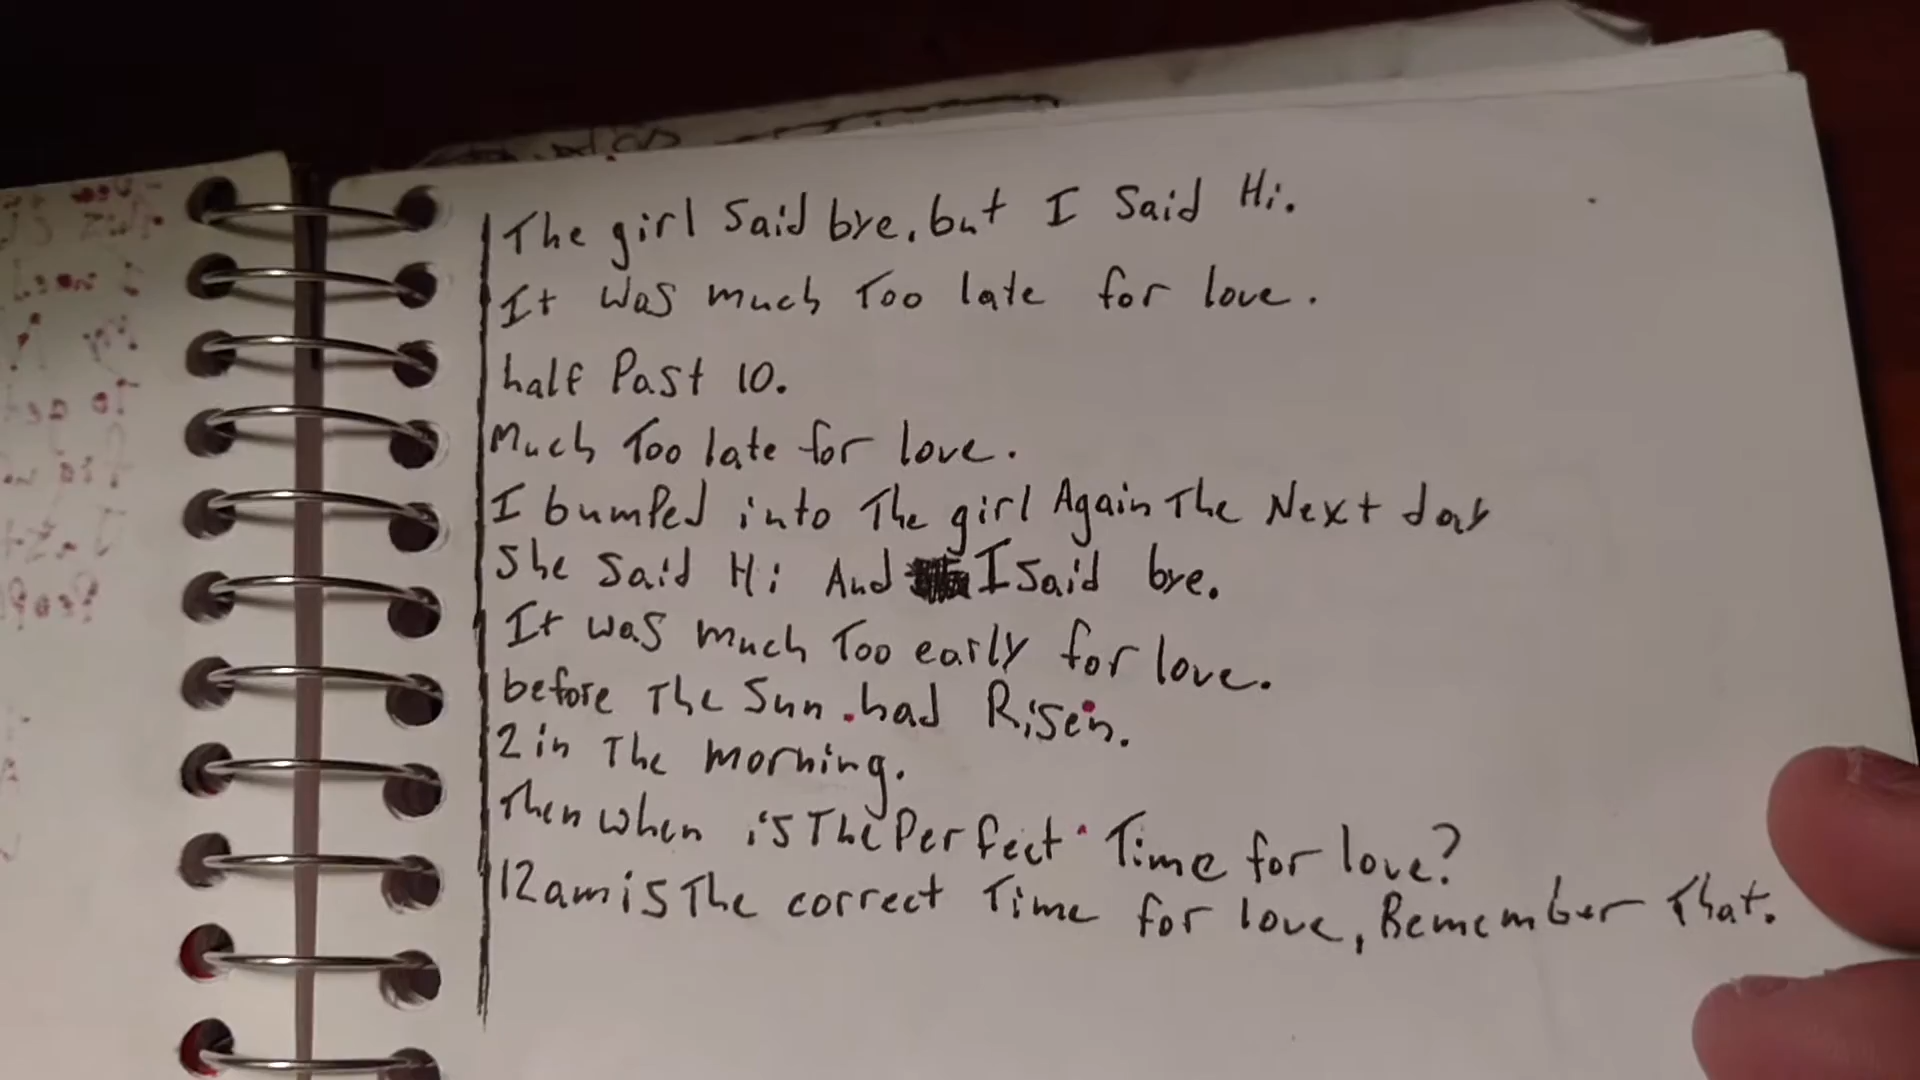 The girl Said bye, but I Said Hi.
It was much Too late for love.
half Past 10.
Much Too late for love.
I bumped into The girl Again The Next day
She Said Hi And I Said bye.
It was much Too early for love.
before The Sun had Risen.
2 in The morning.
Then when is The Perfect Time for love?
12am is The correct Time for love, Remember That.